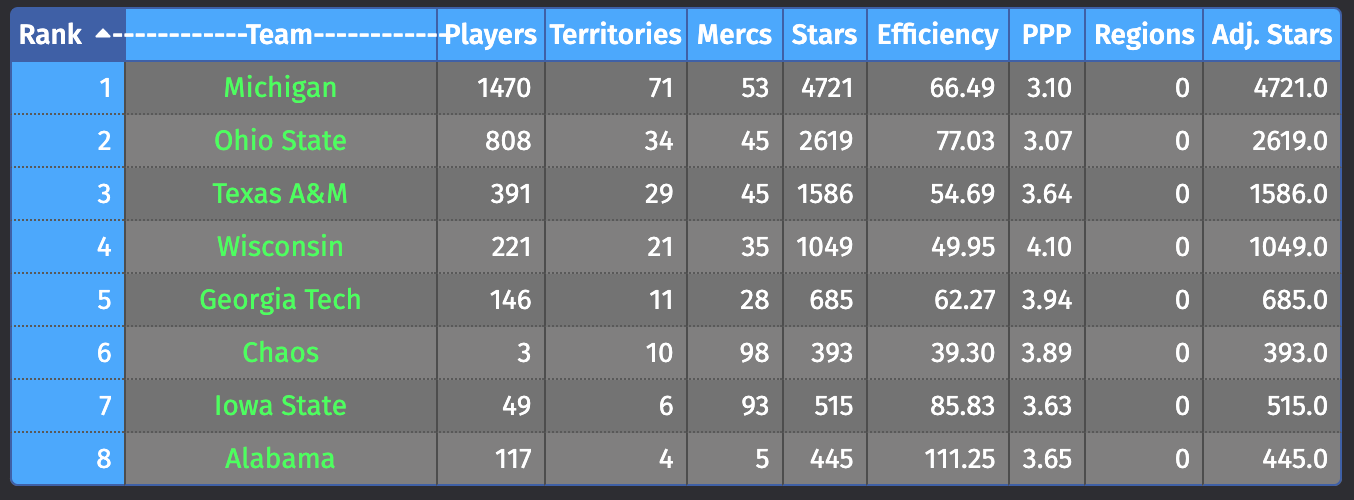 Rank ▲-------------Team------------- Players Territories Mercs Stars Efficiency PPP Regions Adj. Stars
1 Michigan 1470 71 53 4721 66.49 3.10 0 4721.0
2 Ohio State 808 34 45 2619 77.03 3.07 0 2619.0
3 Texas A&M 391 29 45 1586 54.69 3.64 0 1586.0
4 Wisconsin 221 21 35 1049 49.95 4.10 0 1049.0
5 Georgia Tech 146 11 28 685 62.27 3.94 0 685.0
6 Chaos 3 10 98 393 39.30 3.89 0 393.0
7 Iowa State 49 6 93 515 85.83 3.63 0 515.0
8 Alabama 117 4 5 445 111.25 3.65 0 445.0